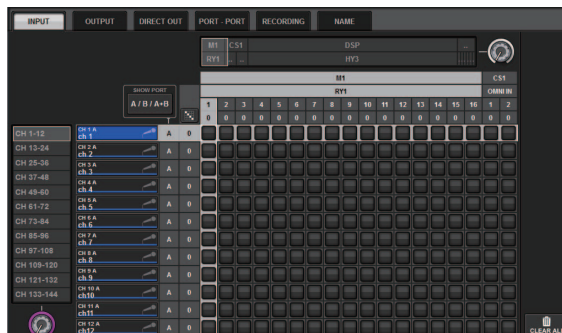 INPUT OUTPUT DIRECT OUT PORT - PORT RECORDING NAME
M1 CS1 DSP ..
RY1 .. .. HY3
M1 CS1
SHOW PORT RY1 OMNI IN
A / B / A+B 1 2 3 4 5 6 7 8 9 10 11 12 13 14 15 16 1 2
0 0 0 0 0 0 0 0 0 0 0 0 0 0 0 0 0 0
CH 1-12
CH 13-24
CH 25-36
CH 37-48
CH 49-60
CH 61-72
CH 73-84
CH 85-96
CH 97-108
CH 109-120
CH 121-132
CH 133-144
CH 1 A
ch 1 A 0
CH 2 A
ch 2 A 0
CH 3 A
ch 3 A 0
CH 4 A
ch 4 A 0
CH 5 A
ch 5 A 0
CH 6 A
ch 6 A 0
CH 7 A
ch 7 A 0
CH 8 A
ch 8 A 0
CH 9 A
ch 9 A 0
CH 10 A
ch10 A 0
CH 11 A
ch11 A 0
CH 12 A
ch12 A 0
CLEAR ALL